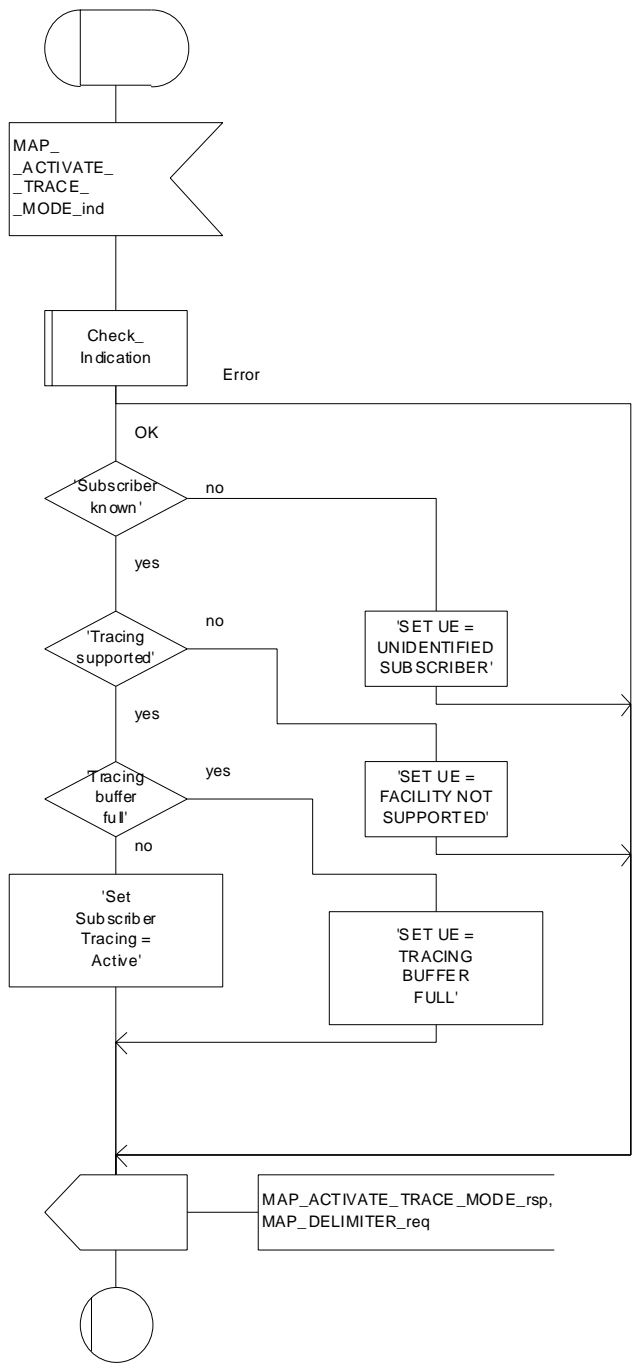 MAP_
_ACTIVATE_
_TRACE_
_MODE_ind
Check_
Indication
Error
OK
'Subscriber
known'
no
yes
'Tracing
supported'
no
'SET UE =
UNIDENTIFIED
SUBSCRIBER'
yes
'Tracing
buffer
full'
yes
'SET UE =
FACILITY NOT
SUPPORTED'
no
'Set
Subscriber
Tracing =
Active'
'SET UE =
TRACING
BUFFER
FULL'
MAP_ACTIVATE_TRACE_MODE_rsp,
MAP_DELIMITER_req